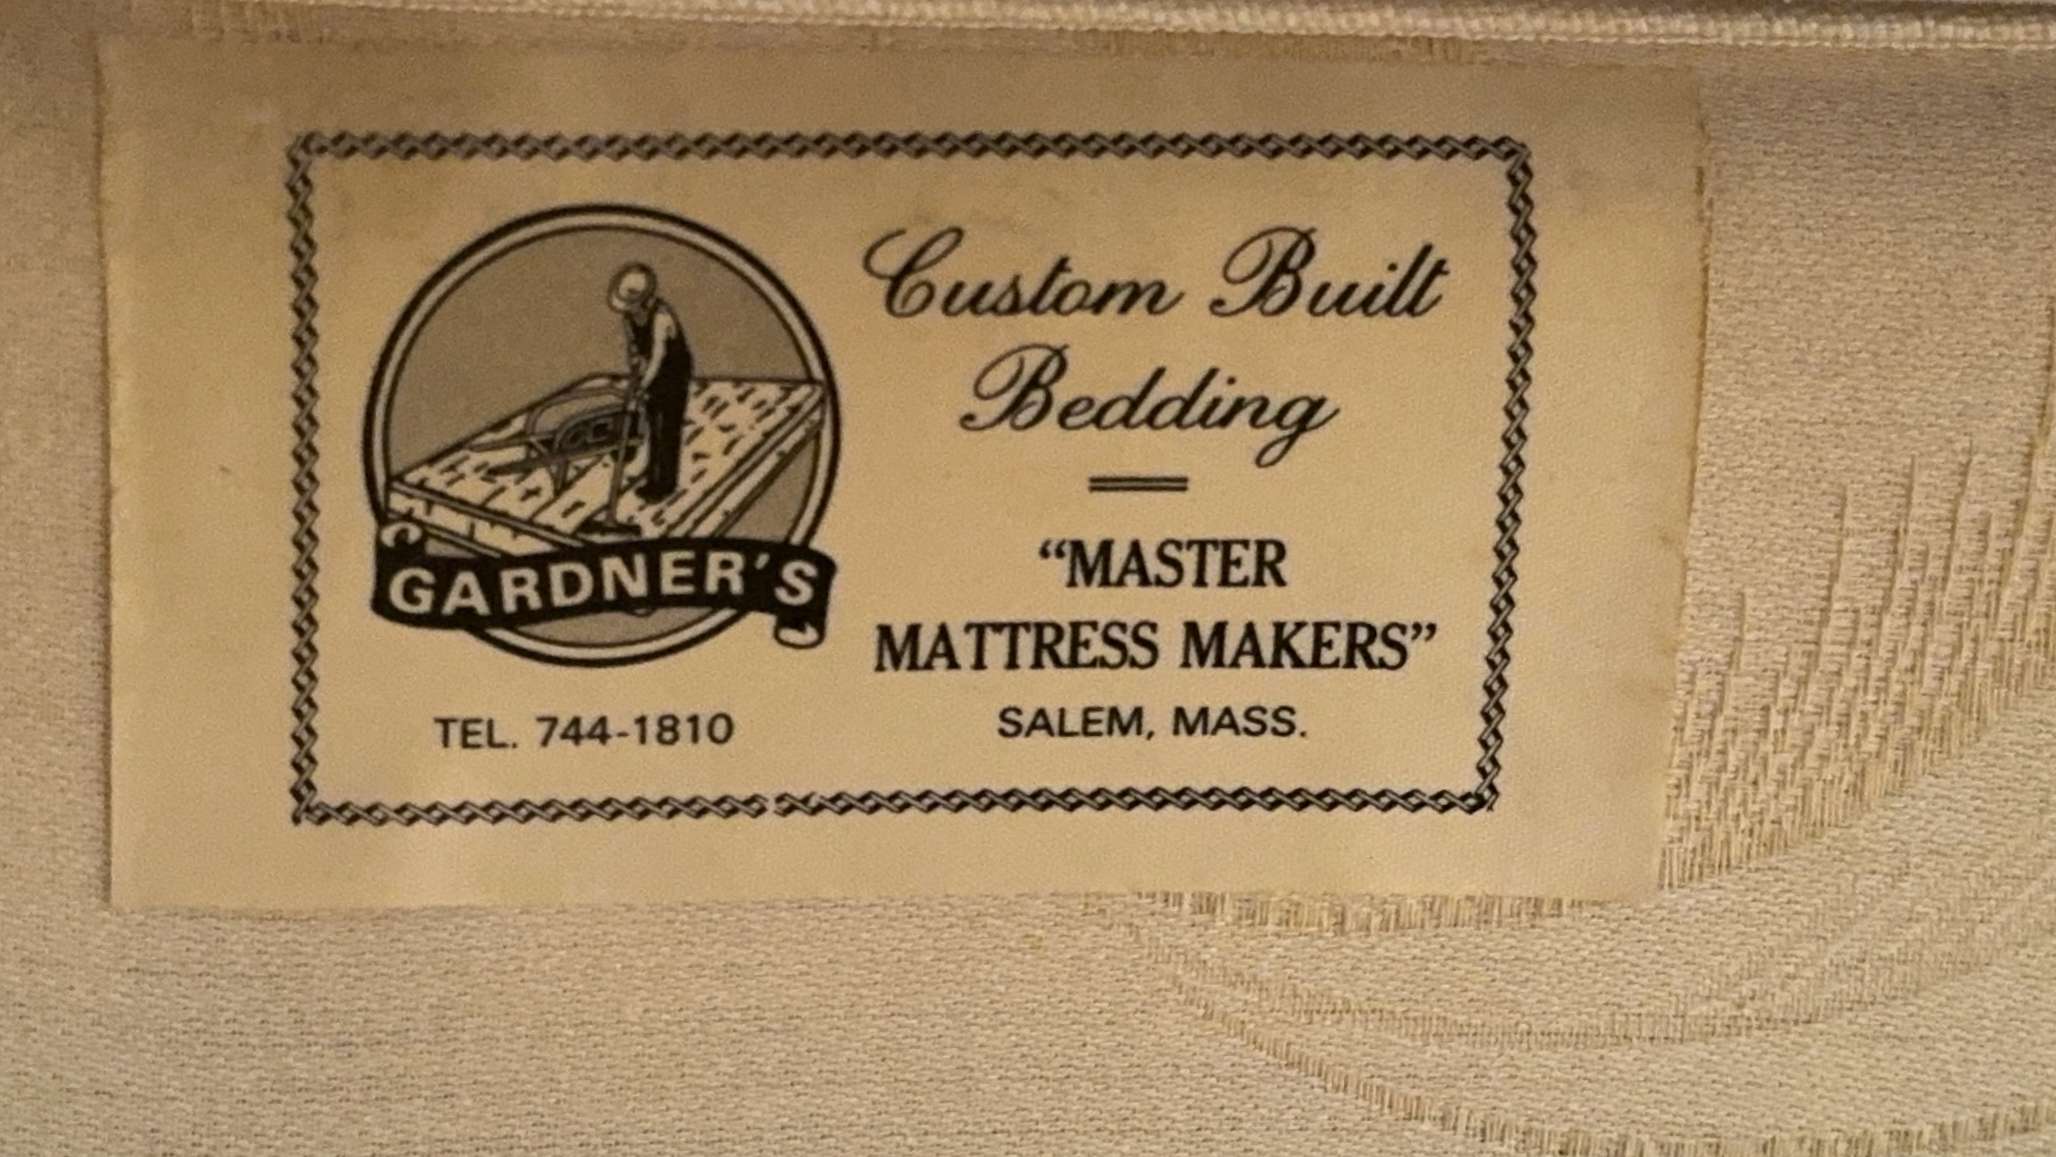 Custom Built
Bedding
"MASTER
MATTRESS MAKERS"
SALEM, MASS.
GARDNER'S
TEL. 744-1810